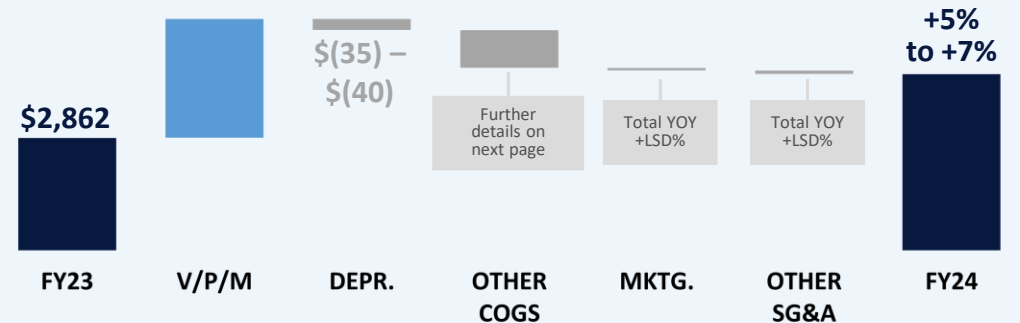 $2,862
$(35) –
$(40)
Further
details on
next page
Total YOY
+LSD%
Total YOY
+LSD%
+5%
to +7%
FY23
V/P/M
DEPR.
OTHER
COGS
MKTG.
OTHER
SG&A
FY24